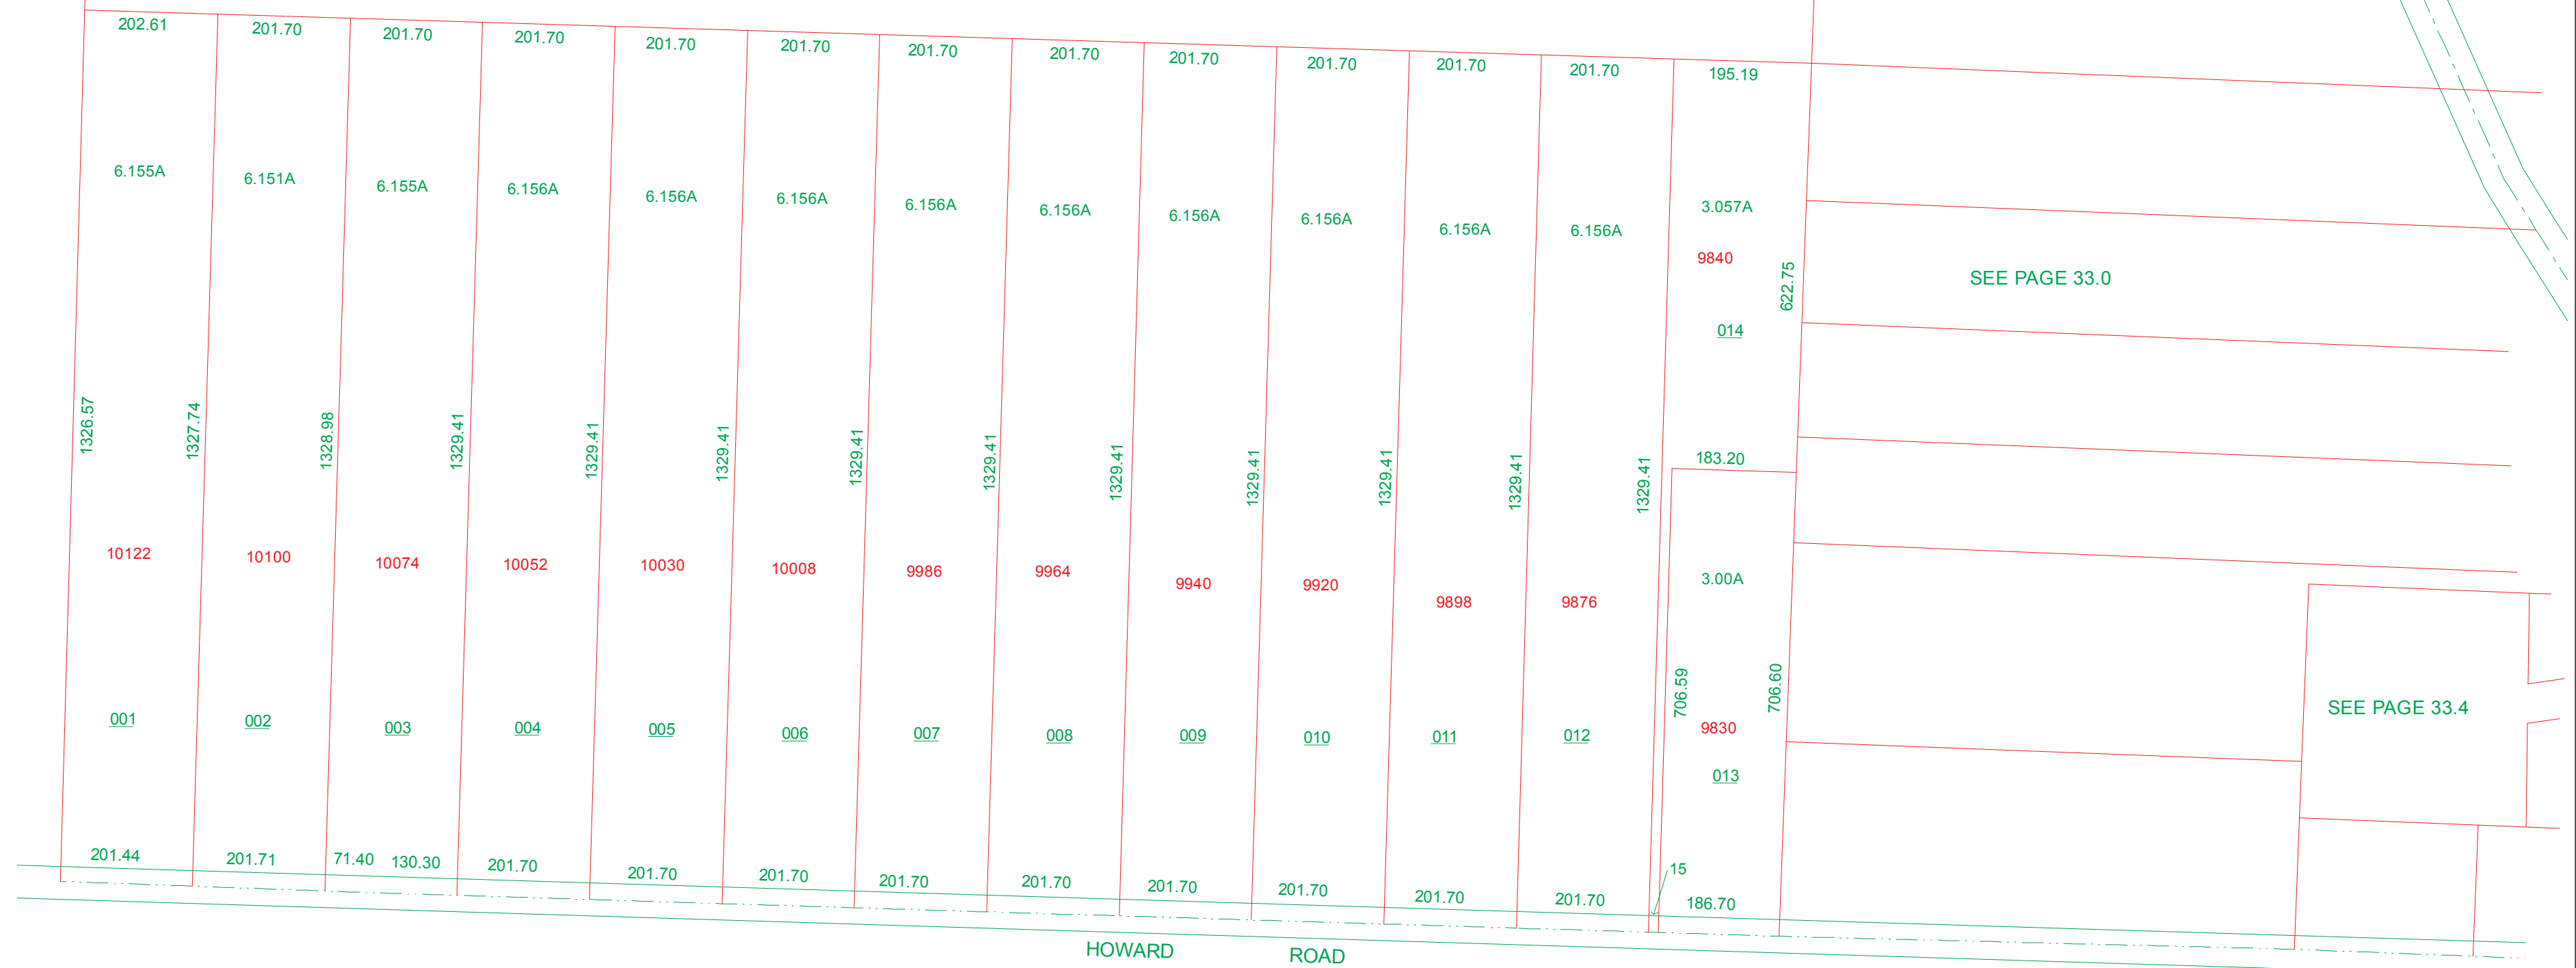 202.61 201.70 201.70 201.70 201.70 201.70 201.70 201.70 201.70 201.70 201.70 201.70 195.19
6.155A 6.151A 6.155A 6.156A 6.156A 6.156A 6.156A 6.156A 6.156A 6.156A 6.156A 6.156A 3.057A
9840
622.75
SEE PAGE 33.0
014
1326.57 1327.74 1328.98 1329.41 1329.41 1329.41 1329.41 1329.41 1329.41 1329.41 1329.41 1329.41 1329.41
183.20
10122 10100 10074 10052 10030 10008 9986 9964 9940 9920 9898 9876
3.00A
706.59 706.60
SEE PAGE 33.4
001 002 003 004 005 006 007 008 009 010 011 012
9830
013
201.44 201.71 71.40 130.30 201.70 201.70 201.70 201.70 201.70 201.70 201.70 201.70 201.70
15
186.70
HOWARD ROAD